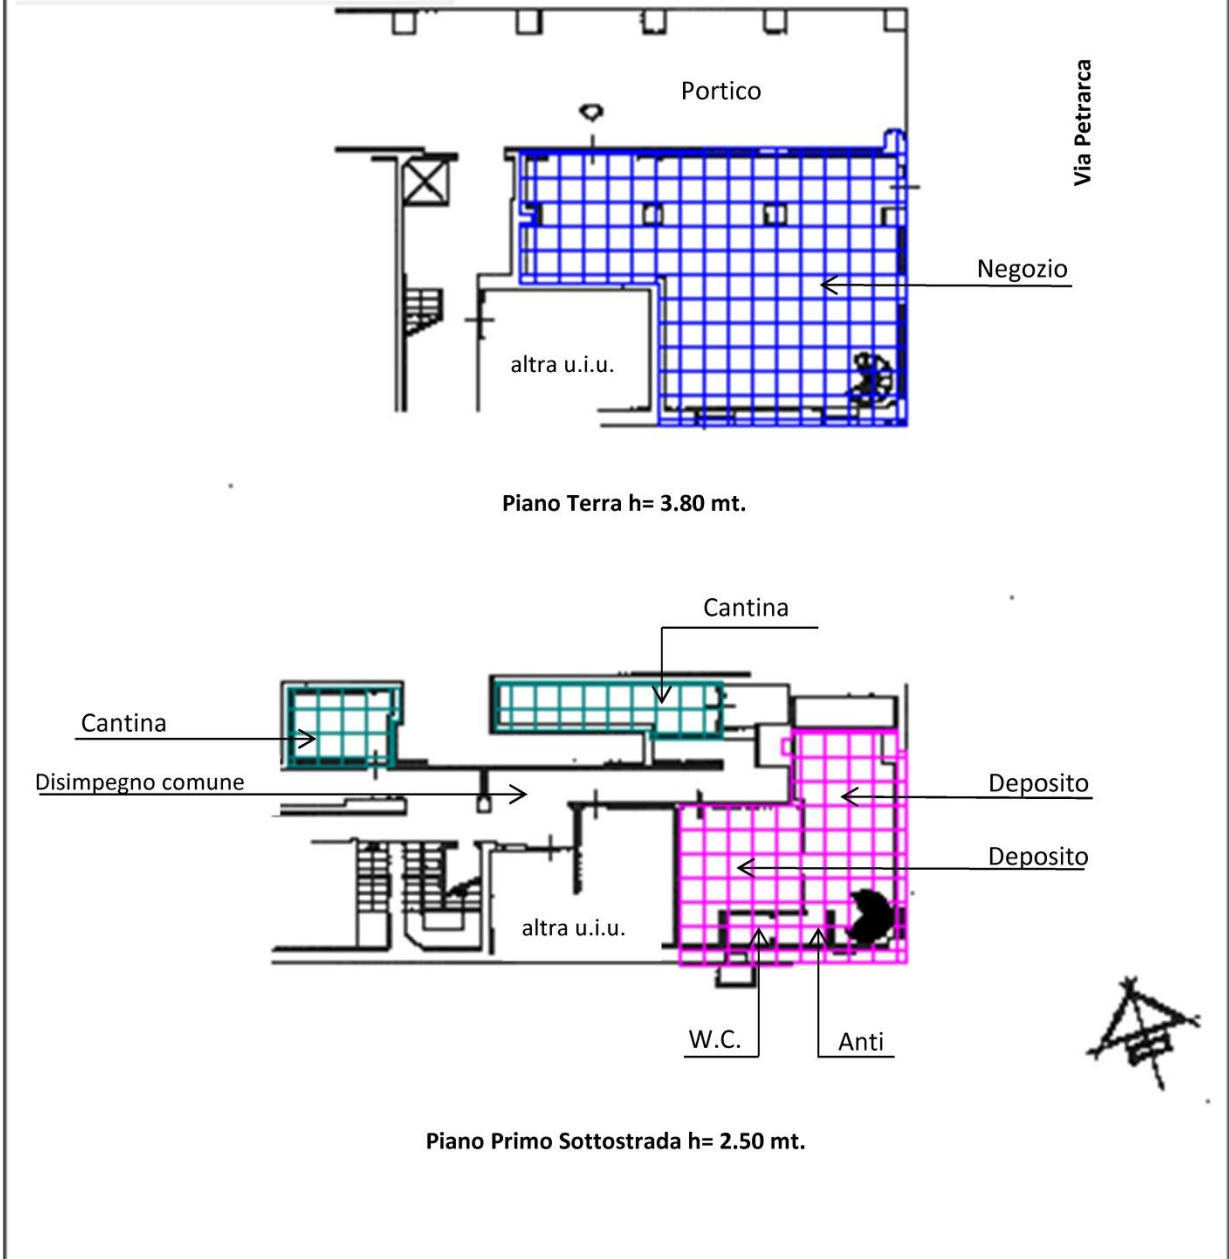 Portico
Via Petrarca
Negozio
altra u.i.u.
Piano Terra h= 3.80 mt.
Cantina
Cantina
Disimpegno comune
Deposito
Deposito
altra u.i.u.
W.C.
Anti
Piano Primo Sottostrada h= 2.50 mt.